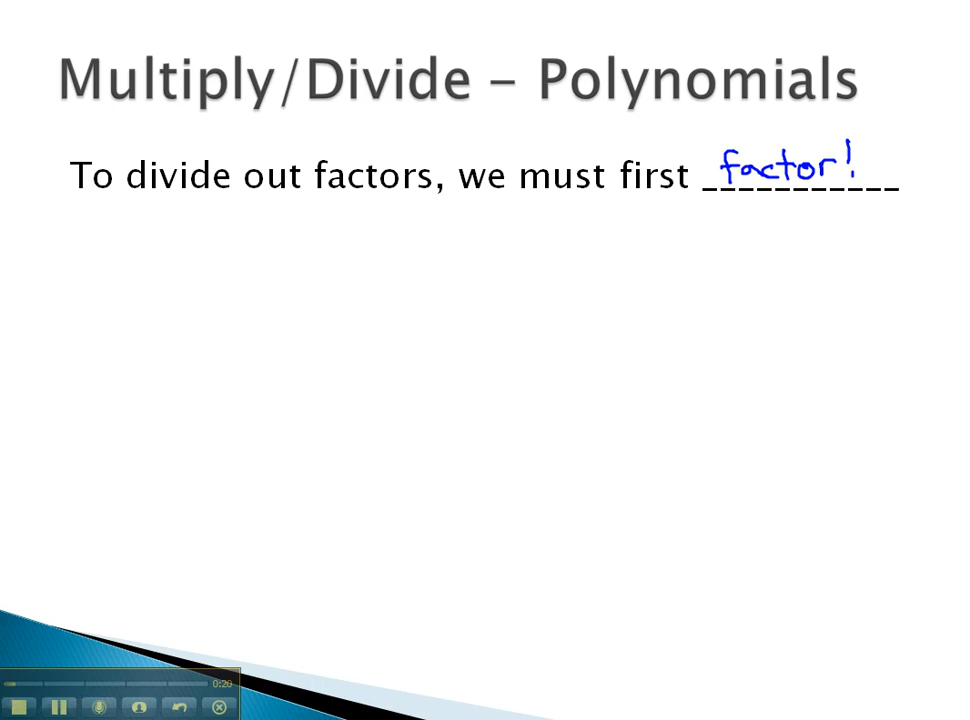 Multiply/Divide - Polynomials
To divide out factors, we must first factor!
0:20